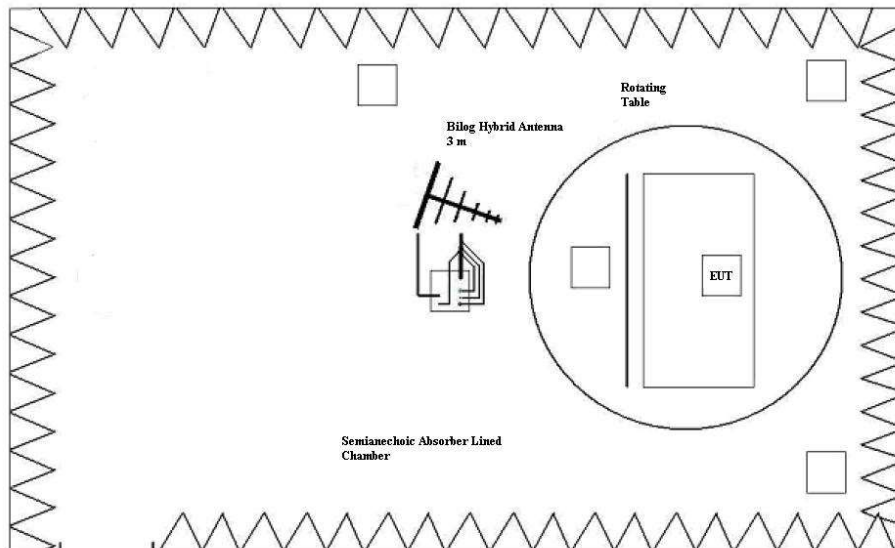 Rotating
Table
Bilog Hybrid Antenna
3 m
EUT
Semianechoic Absorber Lined
Chamber